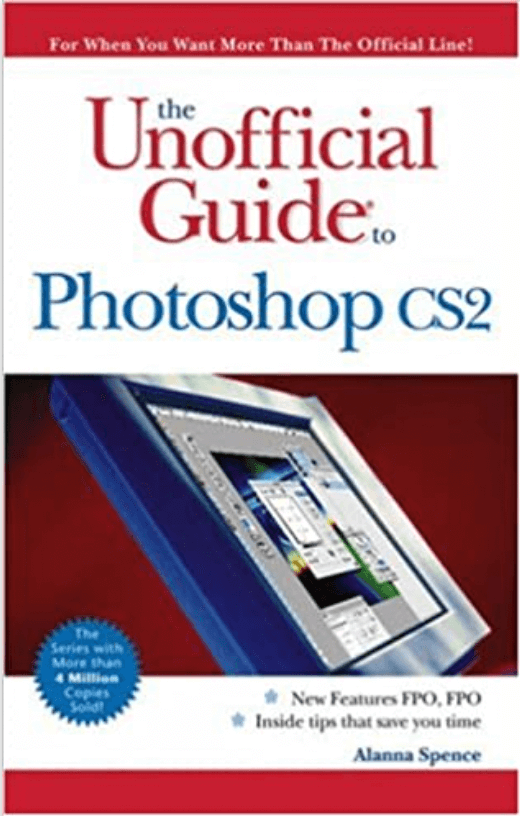 For When You Want More Than The Official Line!
the
Unofficial
Guide®
to
Photoshop CS2
The
Series with
More than
4 Million
Copies
Sold!
New Features FPO, FPO
Inside tips that save you time
Alanna Spence